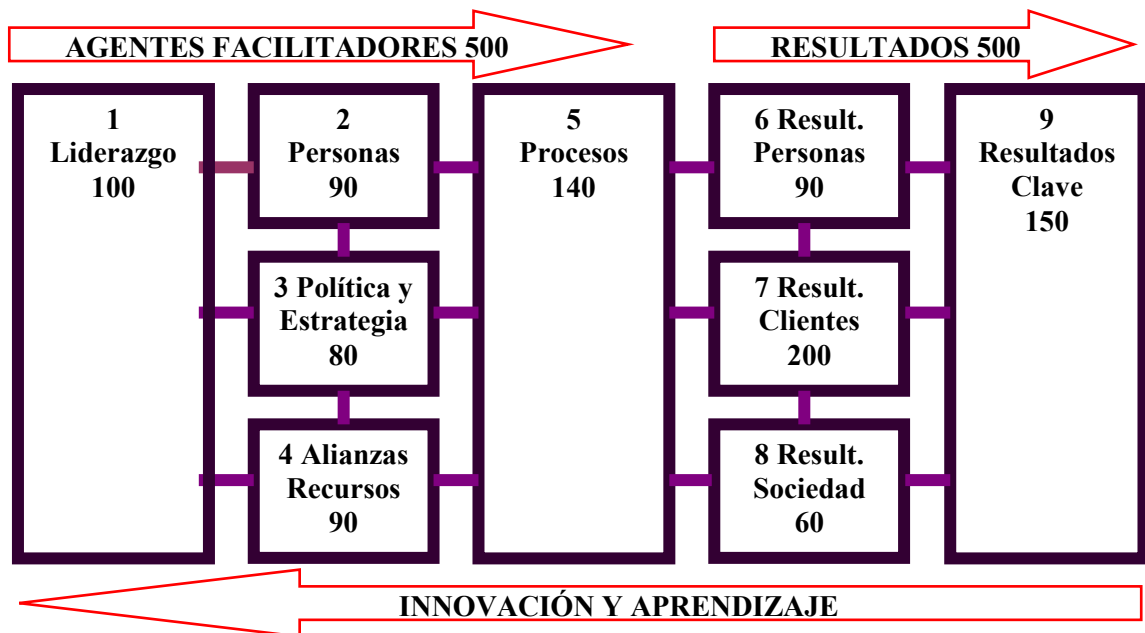 AGENTES FACILITADORES 500
RESULTADOS 500
1
Liderazgo
100
2
Personas
90
3 Política y
Estrategia
80
4 Alianzas
Recursos
90
5
Procesos
140
6 Result.
Personas
90
7 Result.
Clientes
200
8 Result.
Sociedad
60
9
Resultados
Clave
150
INNOVACIÓN Y APRENDIZAJE